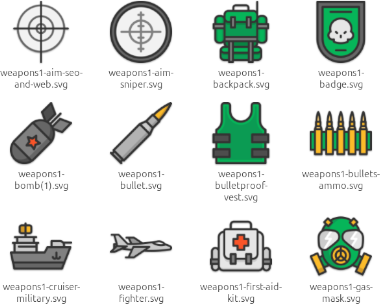 weapons1-aim-seo-
and-web.svg
weapons1-aim-
sniper.svg
weapons1-
backpack.svg
weapons1-
badge.svg
weapons1-
bomb(1).svg
weapons1-
bullet.svg
weapons1-
bulletproof-
vest.svg
weapons1-bullets-
ammo.svg
weapons1-cruiser-
military.svg
weapons1-
fighter.svg
weapons1-first-aid-
kit.svg
weapons1-gas-
mask.svg